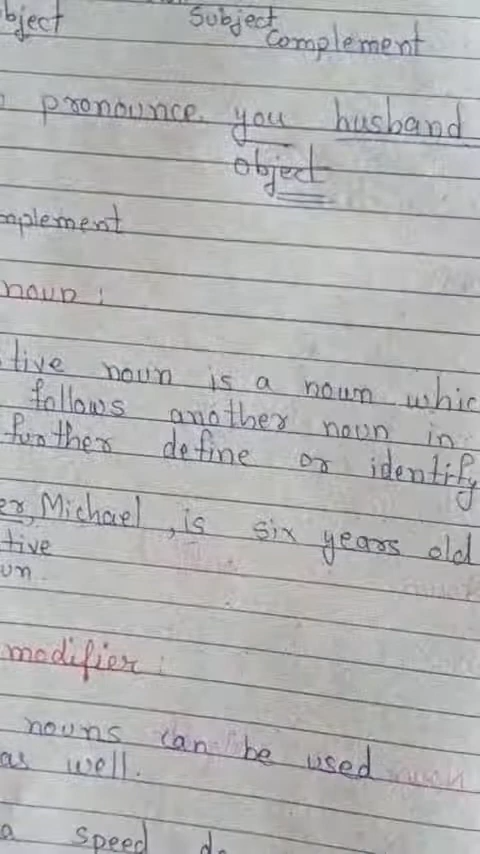 bject Subject
Complement
pronounce you husband
object
mplement
noun:
tive noun is a noun whic
follows another noun in
further define or identify
er, Michael, is six years old
tive
un
modifier:
nouns can be used
as well.
a speed